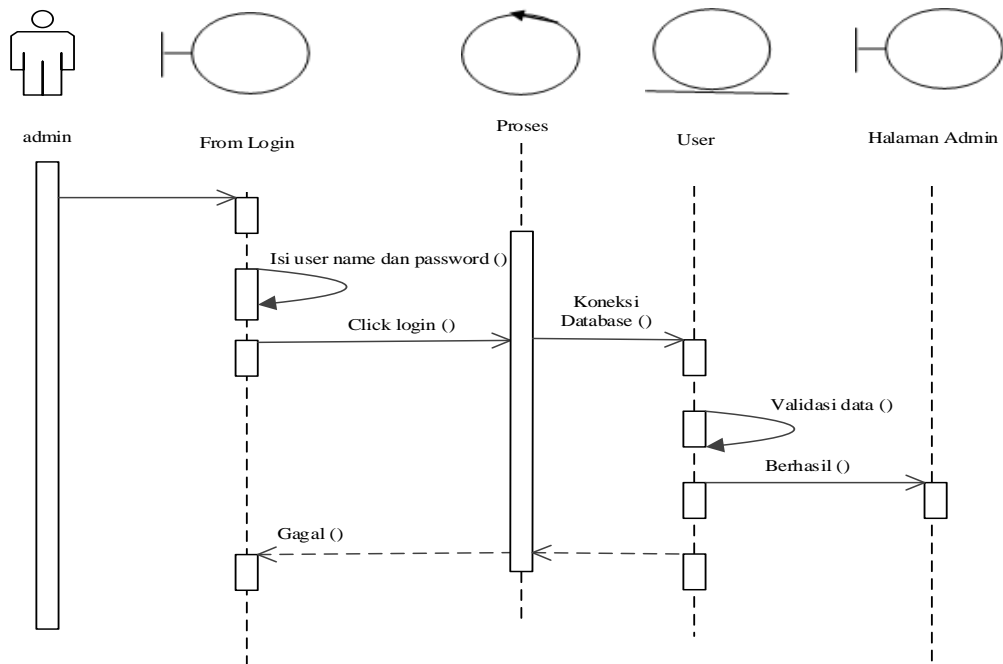 admin
From Login
Proses
User
Halaman Admin
Isi user name dan password ()
Click login ()
Koneksi
Database ()
Validasi data ()
Berhasil ()
Gagal ()